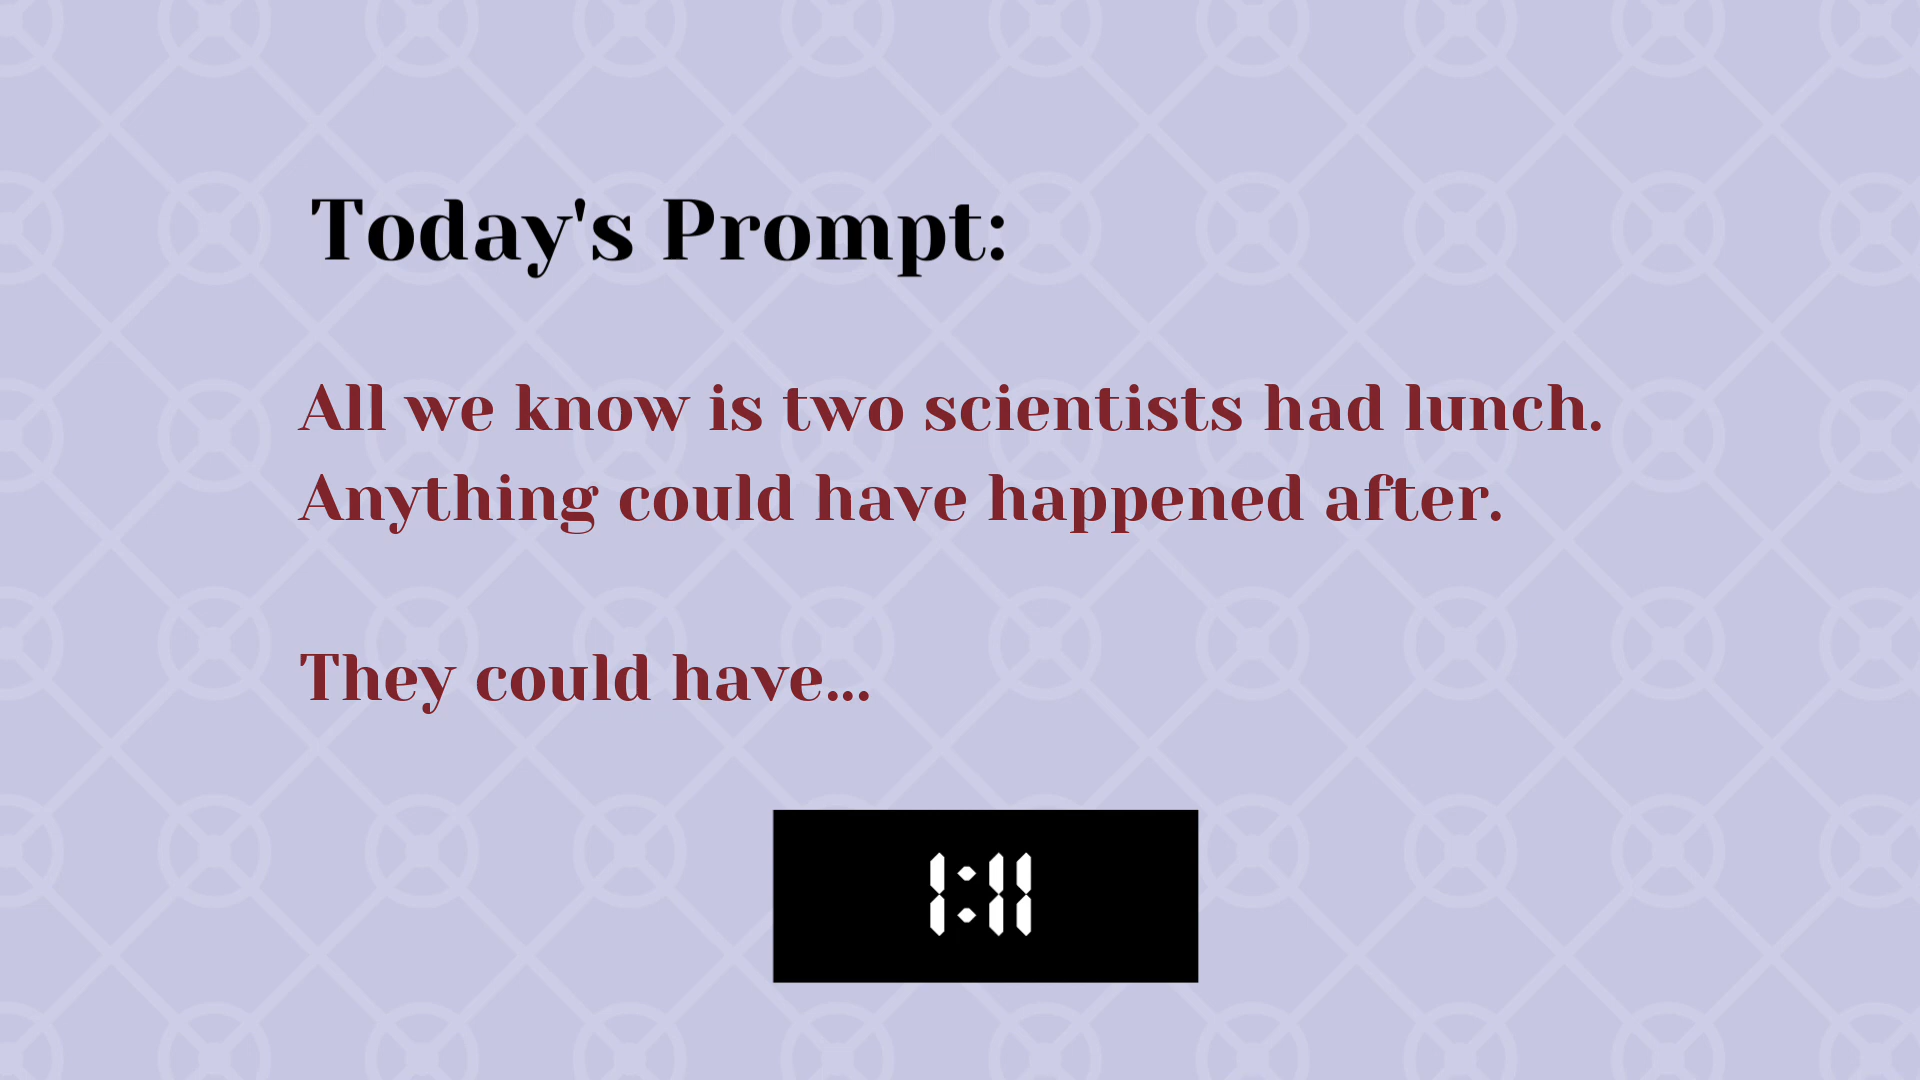 Today's Prompt:
All we know is two scientists had lunch.
Anything could have happened after.
They could have...
1:11